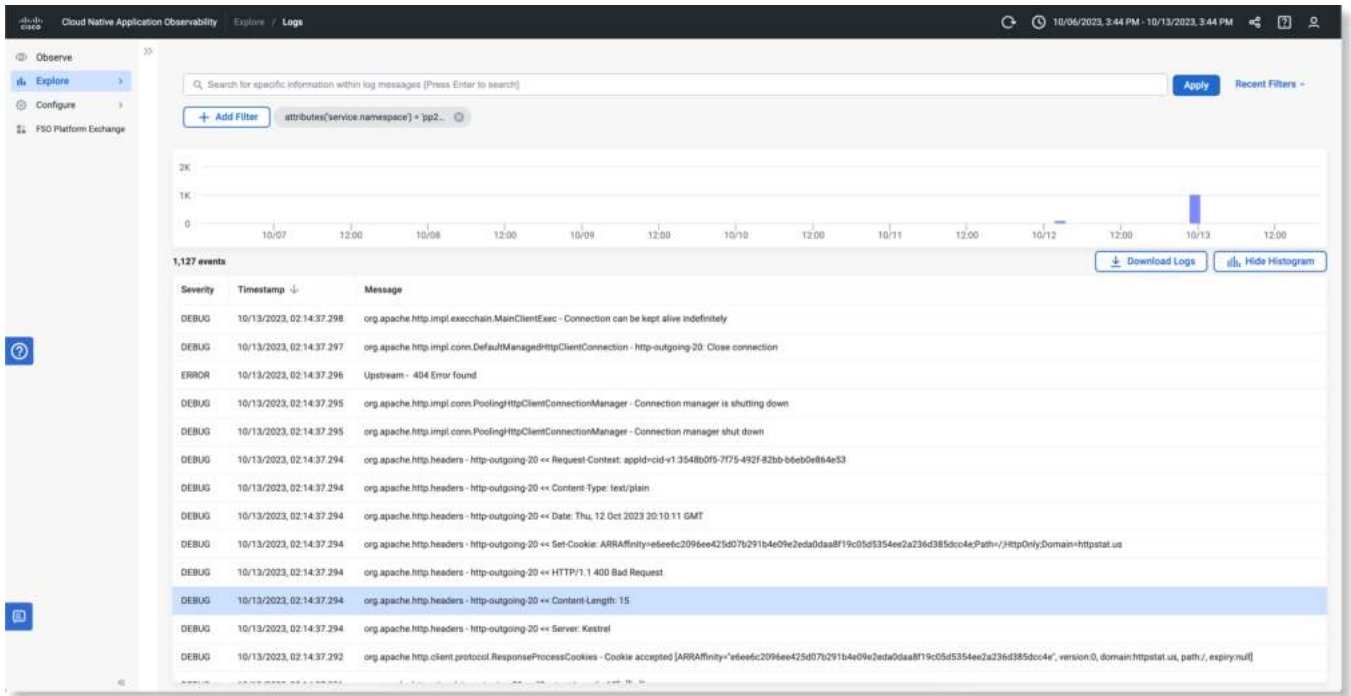 cisco Cloud Native Application Observability Explore / Logs 10/06/2023, 3:44 PM - 10/13/2023, 3:44 PM
Observe
Explore
Configure
FSO Platform Exchange
Search for specific information within log messages [Press Enter to search] Apply Recent Filters
+ Add Filter attributes('service.namespace') = 'pp2...
2K
1K
0
10/07 12:00 10/08 12:00 10/09 12:00 10/10 12:00 10/11 12:00 10/12 12:00 10/13 12:00
1,127 events Download Logs Hide Histogram
Severity Timestamp Message
DEBUG 10/13/2023, 02:14:37.298 org.apache.http.impl.execchain.MainClientExec - Connection can be kept alive indefinitely
DEBUG 10/13/2023, 02:14:37.297 org.apache.http.impl.conn.DefaultManagedHttpClientConnection - http-outgoing-20: Close connection
ERROR 10/13/2023, 02:14:37.296 Upstream - 404 Error found
DEBUG 10/13/2023, 02:14:37.295 org.apache.http.impl.conn.PoolingHttpClientConnectionManager - Connection manager is shutting down
DEBUG 10/13/2023, 02:14:37.295 org.apache.http.impl.conn.PoolingHttpClientConnectionManager - Connection manager shut down
DEBUG 10/13/2023, 02:14:37.294 org.apache.http.headers - http-outgoing-20 << Request-Context: appId=cid-v1:3548b0f5-7f75-492f-82bb-b6eb0e864e53
DEBUG 10/13/2023, 02:14:37.294 org.apache.http.headers - http-outgoing-20 << Content-Type: text/plain
DEBUG 10/13/2023, 02:14:37.294 org.apache.http.headers - http-outgoing-20 << Date: Thu, 12 Oct 2023 20:10:11 GMT
DEBUG 10/13/2023, 02:14:37.294 org.apache.http.headers - http-outgoing-20 << Set-Cookie: ARRAffinity=e6ee6c2096ee425d07b291b4e09e2eda0daa8f19c05d5354ee2a236d385dcc4e;Path=/;HttpOnly;Domain=httpstat.us
DEBUG 10/13/2023, 02:14:37.294 org.apache.http.headers - http-outgoing-20 << HTTP/1.1 400 Bad Request
DEBUG 10/13/2023, 02:14:37.294 org.apache.http.headers - http-outgoing-20 << Content-Length: 15
DEBUG 10/13/2023, 02:14:37.294 org.apache.http.headers - http-outgoing-20 << Server: Kestrel
DEBUG 10/13/2023, 02:14:37.292 org.apache.http.client.protocol.ResponseProcessCookies - Cookie accepted [ARRAffinity="e6ee6c2096ee425d07b291b4e09e2eda0daa8f19c05d5354ee2a236d385dcc4e", version:0, domain:httpstat.us, path:/, expiry:null]